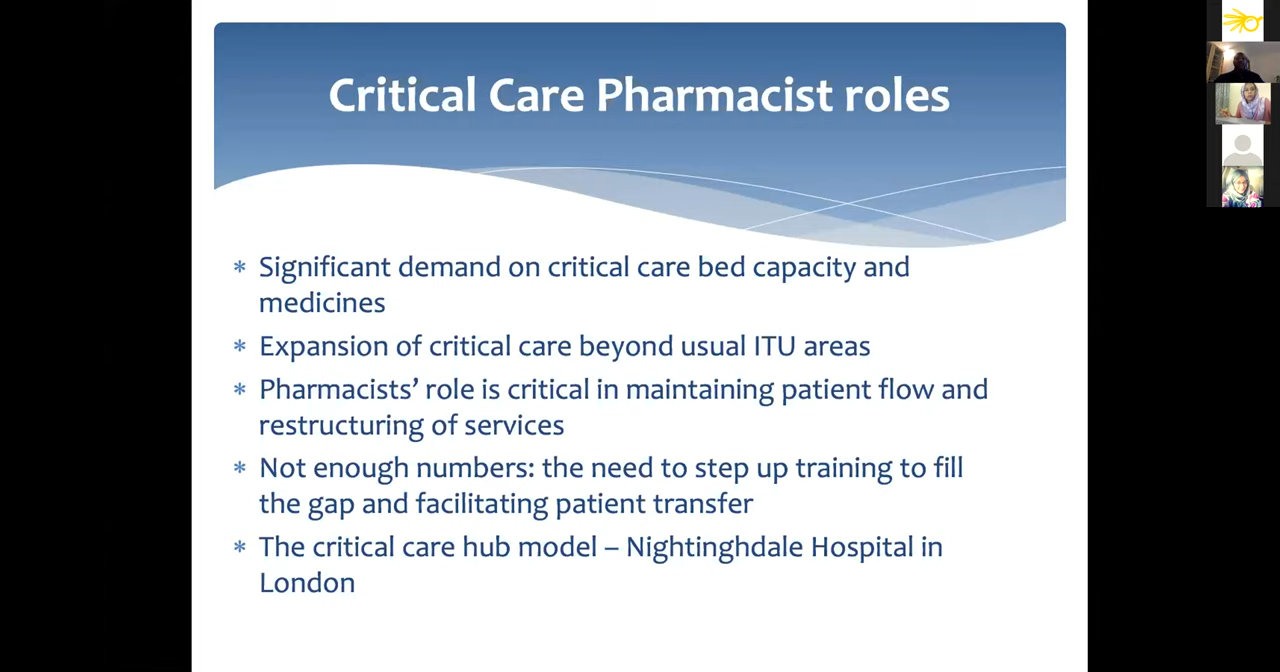 Critical Care Pharmacist roles
* Significant demand on critical care bed capacity and
medicines
* Expansion of critical care beyond usual ITU areas
* Pharmacists’ role is critical in maintaining patient flow and
restructuring of services
* Not enough numbers: the need to step up training to fill
the gap and facilitating patient transfer
* The critical care hub model – Nightinghdale Hospital in
London